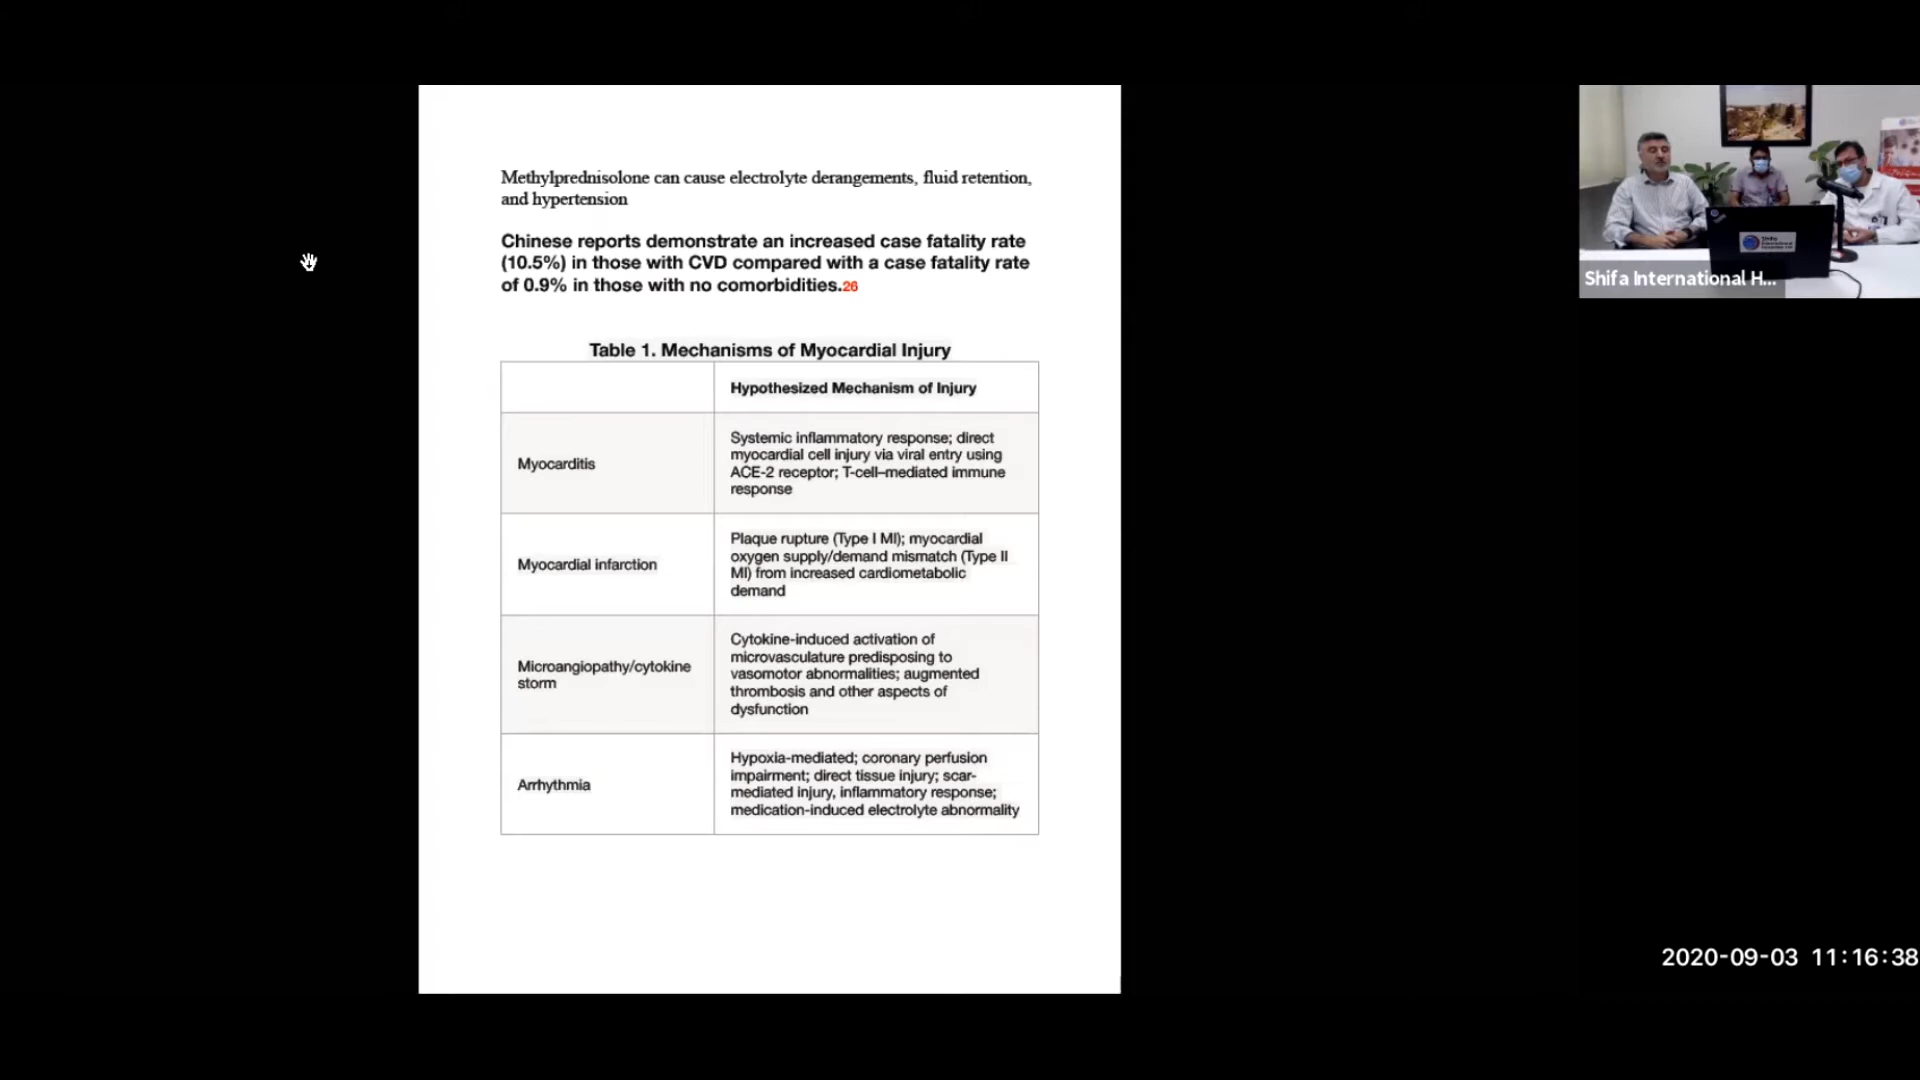 Methylprednisolone can cause electrolyte derangements, fluid retention,
and hypertension
Chinese reports demonstrate an increased case fatality rate
(10.5%) in those with CVD compared with a case fatality rate
of 0.9% in those with no comorbidities.26
Table 1. Mechanisms of Myocardial Injury
Hypothesized Mechanism of Injury
Myocarditis
Systemic inflammatory response; direct
myocardial cell injury via viral entry using
ACE-2 receptor; T-cell–mediated immune
response
Myocardial infarction
Plaque rupture (Type I MI); myocardial
oxygen supply/demand mismatch (Type II
MI) from increased cardiometabolic
demand
Microangiopathy/cytokine
storm
Cytokine-induced activation of
microvasculature predisposing to
vasomotor abnormalities; augmented
thrombosis and other aspects of
dysfunction
Arrhythmia
Hypoxia-mediated; coronary perfusion
impairment; direct tissue injury; scar-
mediated injury, inflammatory response;
medication-induced electrolyte abnormality
Shifa International H...
2020-09-03 11:16:38